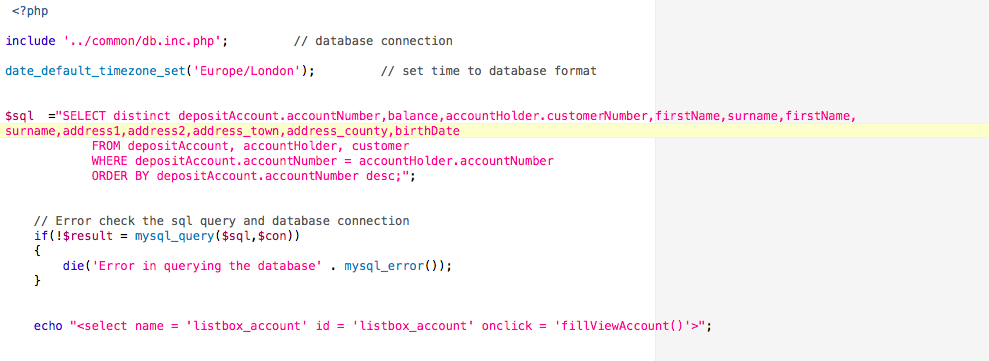 <?php
include '../common/db.inc.php'; // database connection
date_default_timezone_set('Europe/London'); // set time to database format
$sql ="SELECT distinct depositAccount.accountNumber,balance,accountHolder.customerNumber,firstName,surname,firstName,
surname,address1,address2,address_town,address_county,birthDate
FROM depositAccount, accountHolder, customer
WHERE depositAccount.accountNumber = accountHolder.accountNumber
ORDER BY depositAccount.accountNumber desc;";
// Error check the sql query and database connection
if(!$result = mysql_query($sql,$con))
{
die('Error in querying the database' . mysql_error());
}
echo "<select name = 'listbox_account' id = 'listbox_account' onclick = 'fillViewAccount()'>";